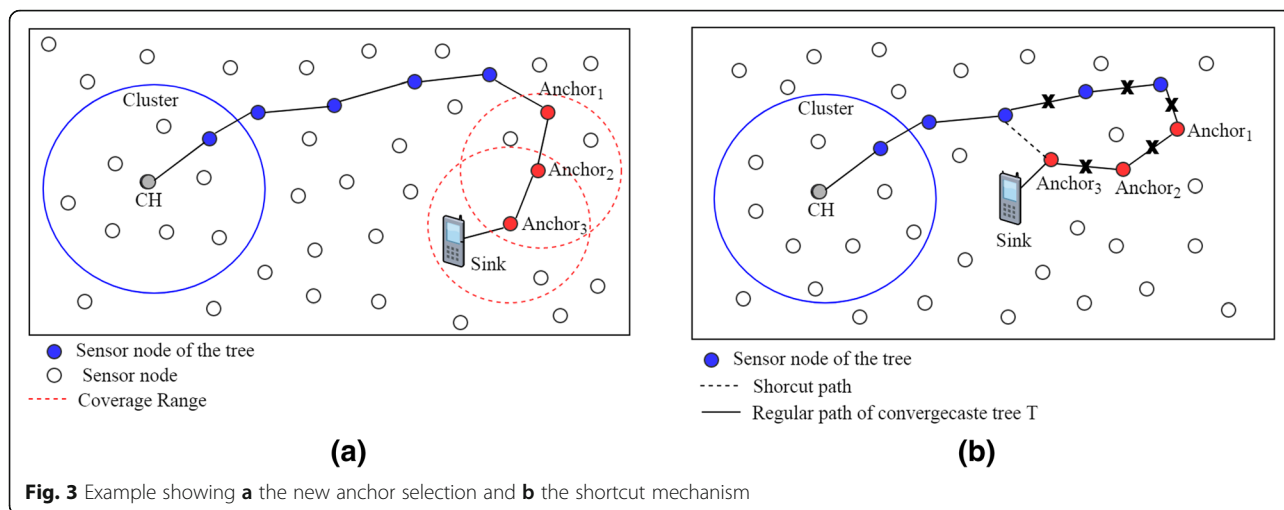 Cluster
CH
Anchor1
Anchor2
Anchor3
Sink
Sensor node of the tree
Sensor node
Coverage Range
(a)
Cluster
CH
Anchor1
Anchor2
Anchor3
Sink
X
X
X
X
X
Sensor node of the tree
Shorcut path
Regular path of convergecaste tree T
(b)
Fig. 3 Example showing a the new anchor selection and b the shortcut mechanism